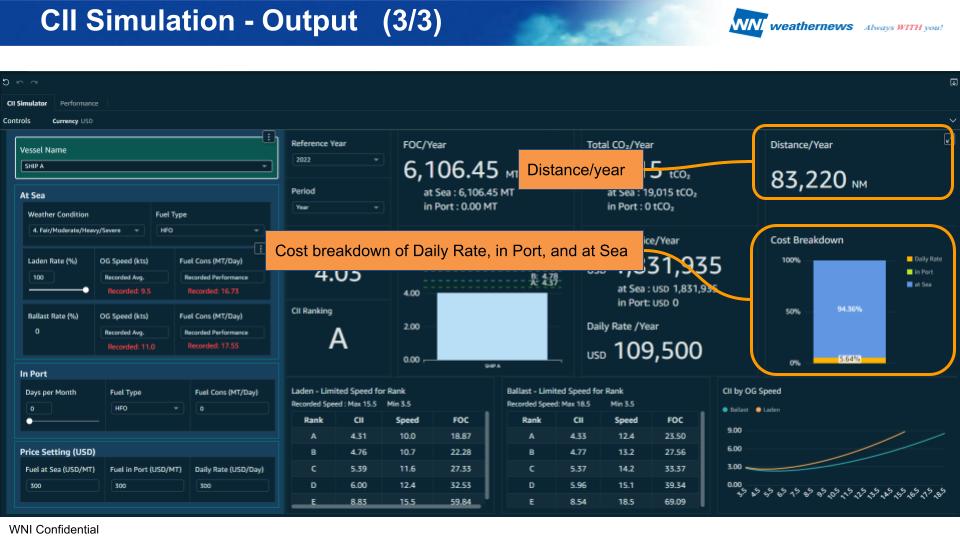 CII Simulation - Output (3/3)
WNI weathernews Always WITH you!
CII Simulator Performance
Controls Currency USD
Vessel Name
SHIP A
At Sea
Weather Condition Fuel Type
4. Fair/Moderate/Heavy/Severe HFO
Laden Rate (%) OG Speed (kts) Fuel Cons (MT/Day)
100 Recorded Avg. Recorded Performance
Recorded: 9.5 Recorded: 16.73
Ballast Rate (%) OG Speed (kts) Fuel Cons (MT/Day)
0 Recorded Avg. Recorded Performance
Recorded: 11.0 Recorded: 17.55
In Port
Days per Month Fuel Type Fuel Cons (MT/Day)
0 HFO 0
Price Setting (USD)
Fuel at Sea (USD/MT) Fuel in Port (USD/MT) Daily Rate (USD/Day)
300 300 300
Reference Year
2022
Period
Year
FOC/Year
6,106.45 MT
at Sea : 6,106.45 MT
in Port : 0.00 MT
Total CO₂/Year
tCO₂
at Sea : 19,015 tCO₂
in Port : 0 tCO₂
Distance/year
Distance/Year
83,220 NM
Cost breakdown of Daily Rate, in Port, and at Sea
4.03
CII Ranking
A
B: 4.78
A: 4.37
4.00
2.00
0.00
SHIP A
USD 1,831,935
at Sea : USD 1,831,935
in Port: USD 0
Daily Rate /Year
USD 109,500
Cost Breakdown
100%
50%
0%
94.36%
5.64%
Daily Rate
in Port
at Sea
Laden - Limited Speed for Rank
Recorded Speed : Max 15.5 Min 3.5
Rank CII Speed FOC
A 4.31 10.0 18.87
B 4.76 10.7 22.28
C 5.39 11.6 27.33
D 6.00 12.4 32.53
E 8.83 15.5 59.84
Ballast - Limited Speed for Rank
Recorded Speed: Max 18.5 Min 3.5
Rank CII Speed FOC
A 4.33 12.4 23.50
B 4.77 13.2 27.56
C 5.37 14.2 33.37
D 5.96 15.1 39.34
E 8.54 18.5 69.09
CII by OG Speed
Ballast Laden
9.00
6.00
3.00
0.00
3.5 4.5 5.5 6.5 7.5 8.5 9.5 10.5 11.5 12.5 13.5 14.5 15.5 16.5 17.5 18.5
WNI Confidential